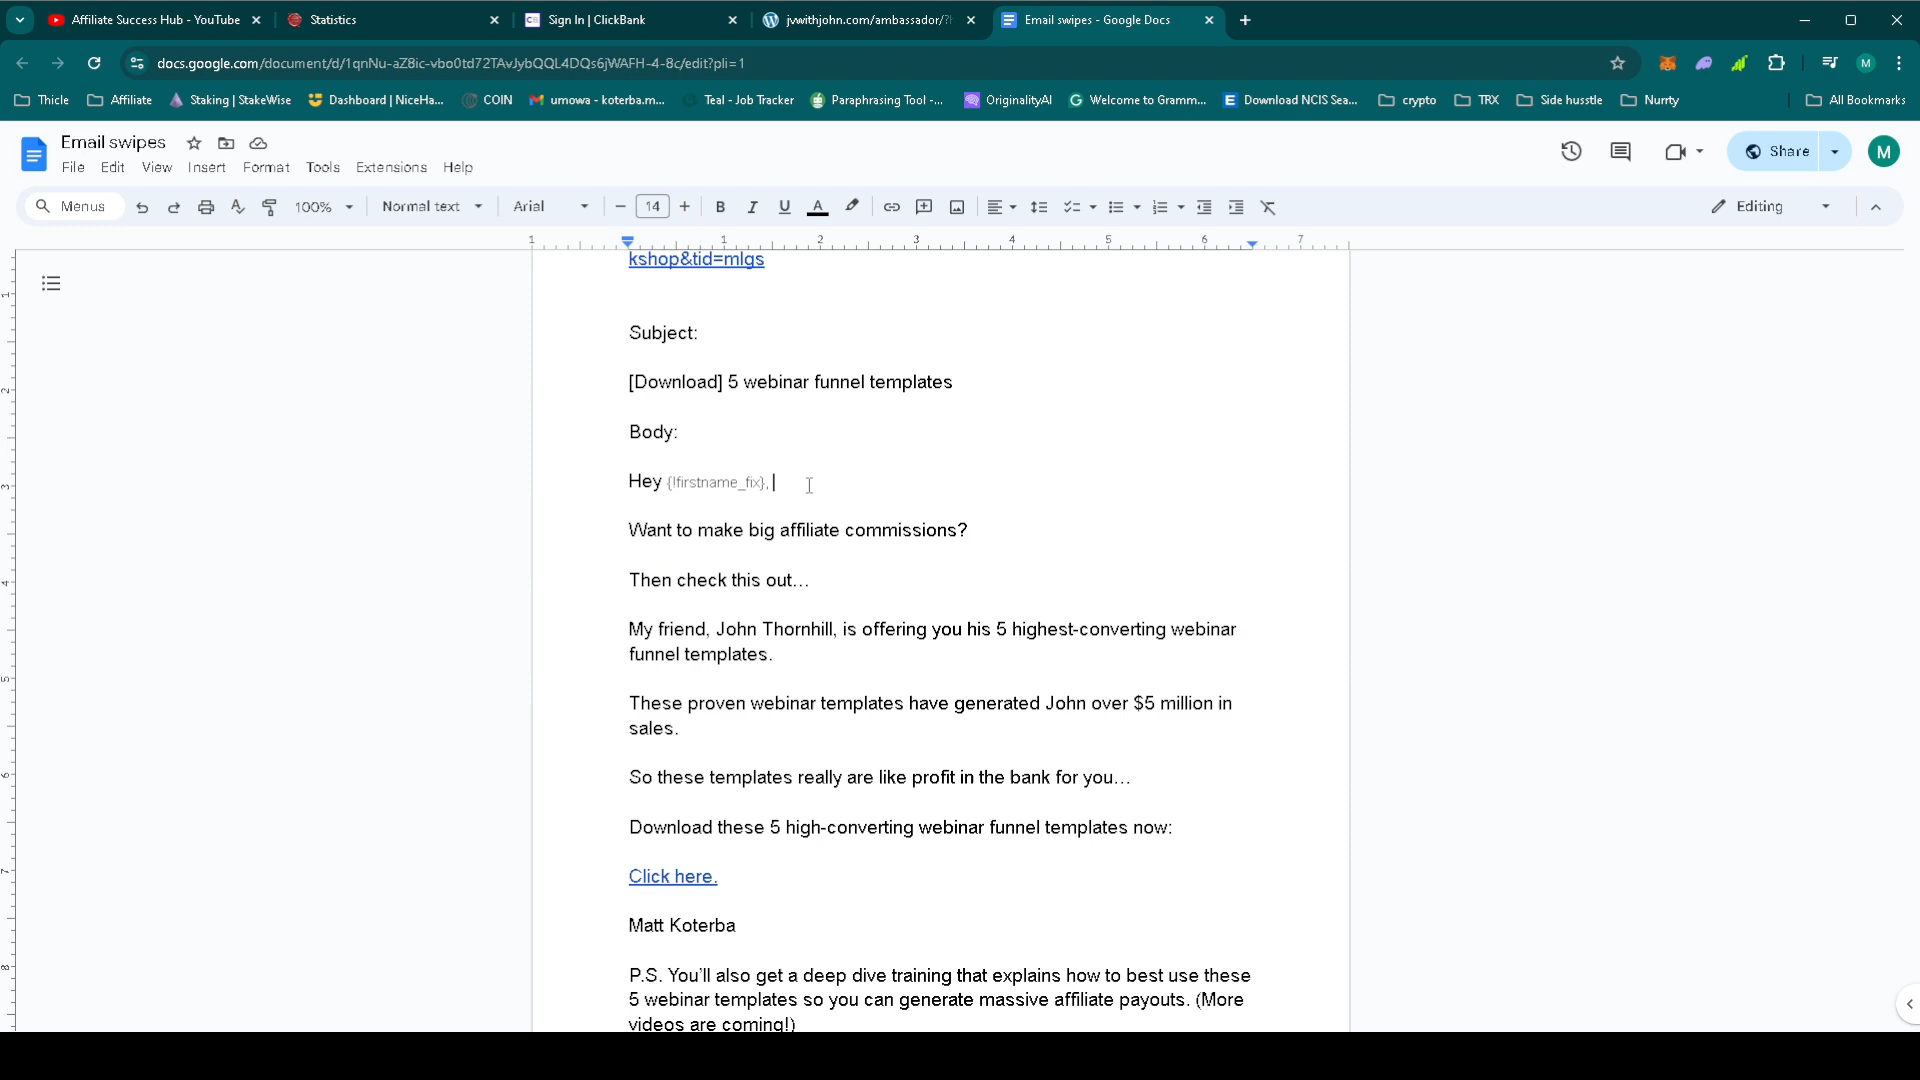 Affiliate Success Hub - YouTube
Statistics
Sign In | ClickBank
jvwithjohn.com/ambassador/?
Email swipes - Google Docs
docs.google.com/document/d/1qnNu-aZ8ic-vbo0td72TAvJybQQL4DQs6jWAFH-4-8c/edit?pli=1
Thicle
Affiliate
Staking | StakeWise
Dashboard | NiceHa...
COIN
umowa - koterba.m...
Teal - Job Tracker
Paraphrasing Tool -...
OriginalityAI
Welcome to Gramm...
Download NCIS Sea...
crypto
TRX
Side husstle
Nurrty
All Bookmarks
Email swipes
File Edit View Insert Format Tools Extensions Help
Share
M
Menus
100%
Normal text
Arial
14
Editing
1 1 2 3 4 5 6 7
kshop&tid=mlgs
Subject:
[Download] 5 webinar funnel templates
Body:
Hey {!firstname_fix},
Want to make big affiliate commissions?
Then check this out…
My friend, John Thornhill, is offering you his 5 highest-converting webinar
funnel templates.
These proven webinar templates have generated John over $5 million in
sales.
So these templates really are like profit in the bank for you…
Download these 5 high-converting webinar funnel templates now:
Click here.
Matt Koterba
P.S. You’ll also get a deep dive training that explains how to best use these
5 webinar templates so you can generate massive affiliate payouts. (More
videos are coming!)